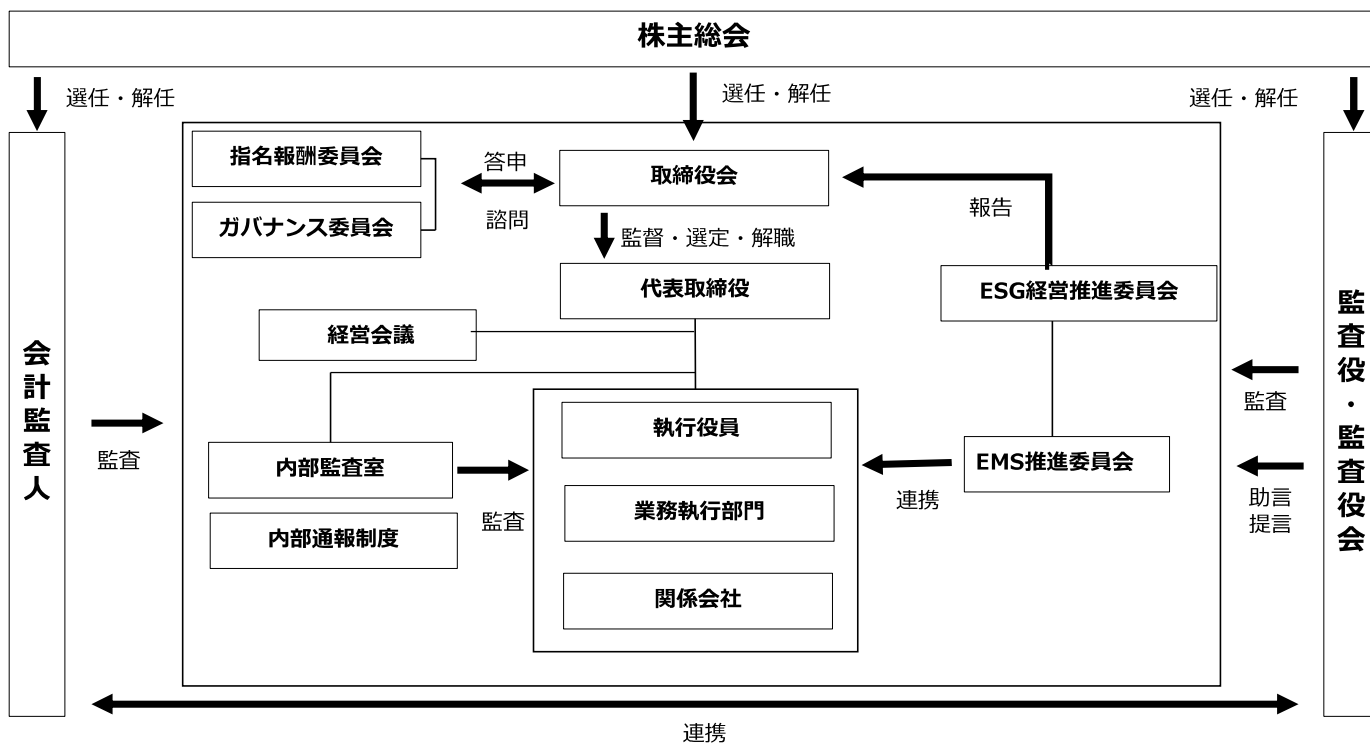 株主総会
選任・解任
選任・解任
選任・解任
指名報酬委員会
ガバナンス委員会
答申
諮問
取締役会
報告
監督・選定・解職
代表取締役
ESG経営推進委員会
経営会議
会計監査人
監査
監査役・監査役会
監査
助言
提言
執行役員
内部監査室
監査
EMS推進委員会
連携
業務執行部門
内部通報制度
関係会社
連携